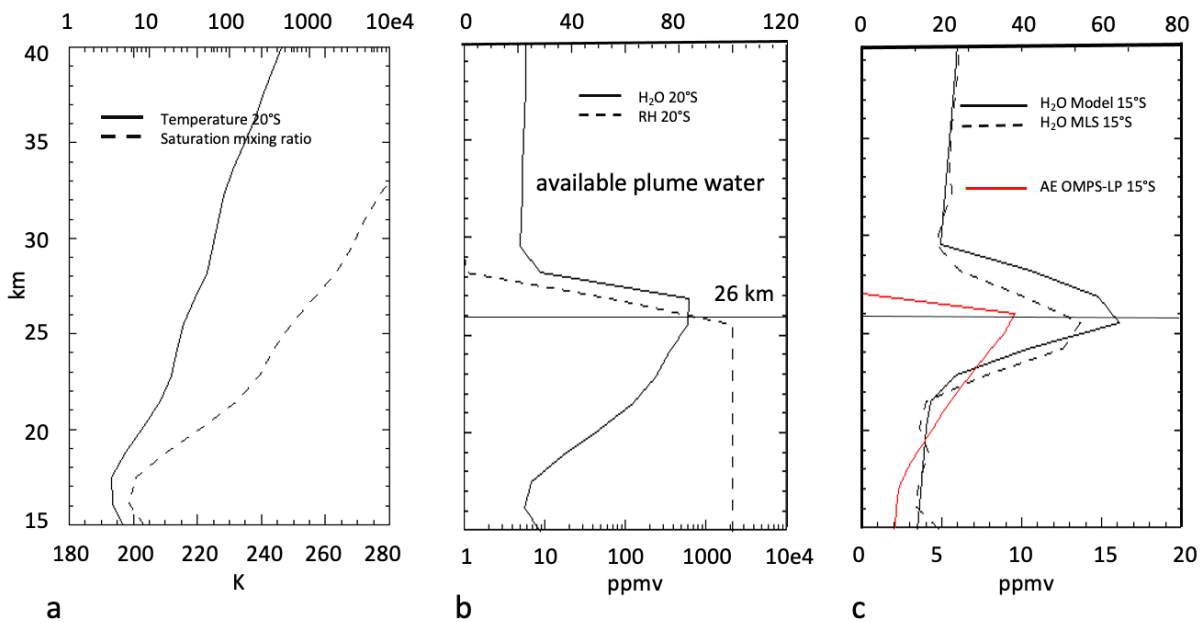 1 10 100 1000 10e4
0 40 80 120
0 20 40 60 80
40
35
30
25
20
15
km
Temperature 20°S
Saturation mixing ratio
180 200 220 240 260 280
K
a
H₂O 20°S
RH 20°S
available plume water
26 km
1 10 100 1000 10e4
ppmv
b
H₂O Model 15°S
H₂O MLS 15°S
AE OMPS-LP 15°S
0 5 10 15 20
ppmv
c